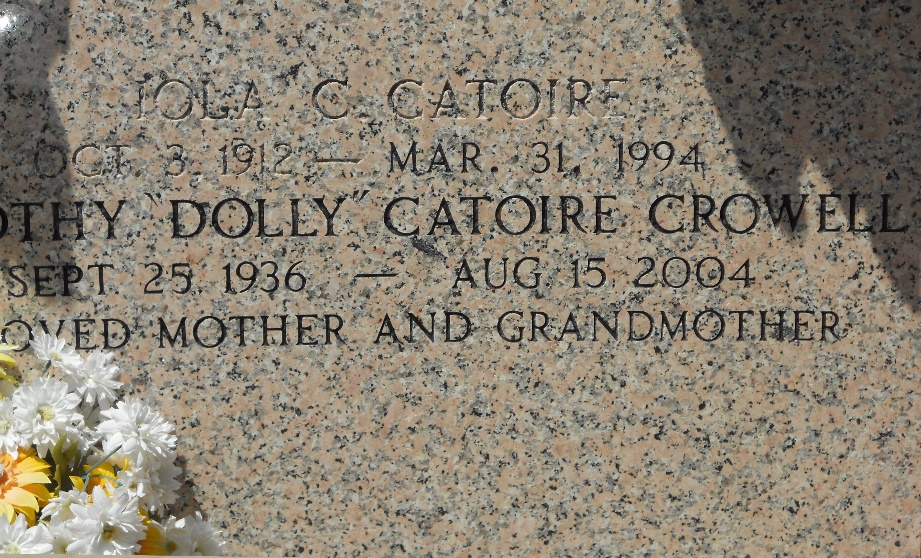 IOLA C. CATOIRE
OCT. 3, 1912 — MAR. 31, 1994
OTHY "DOLLY" CATOIRE CROWELL
SEPT 25, 1936 — AUG 15 2004
OVED MOTHER AND GRANDMOTHER